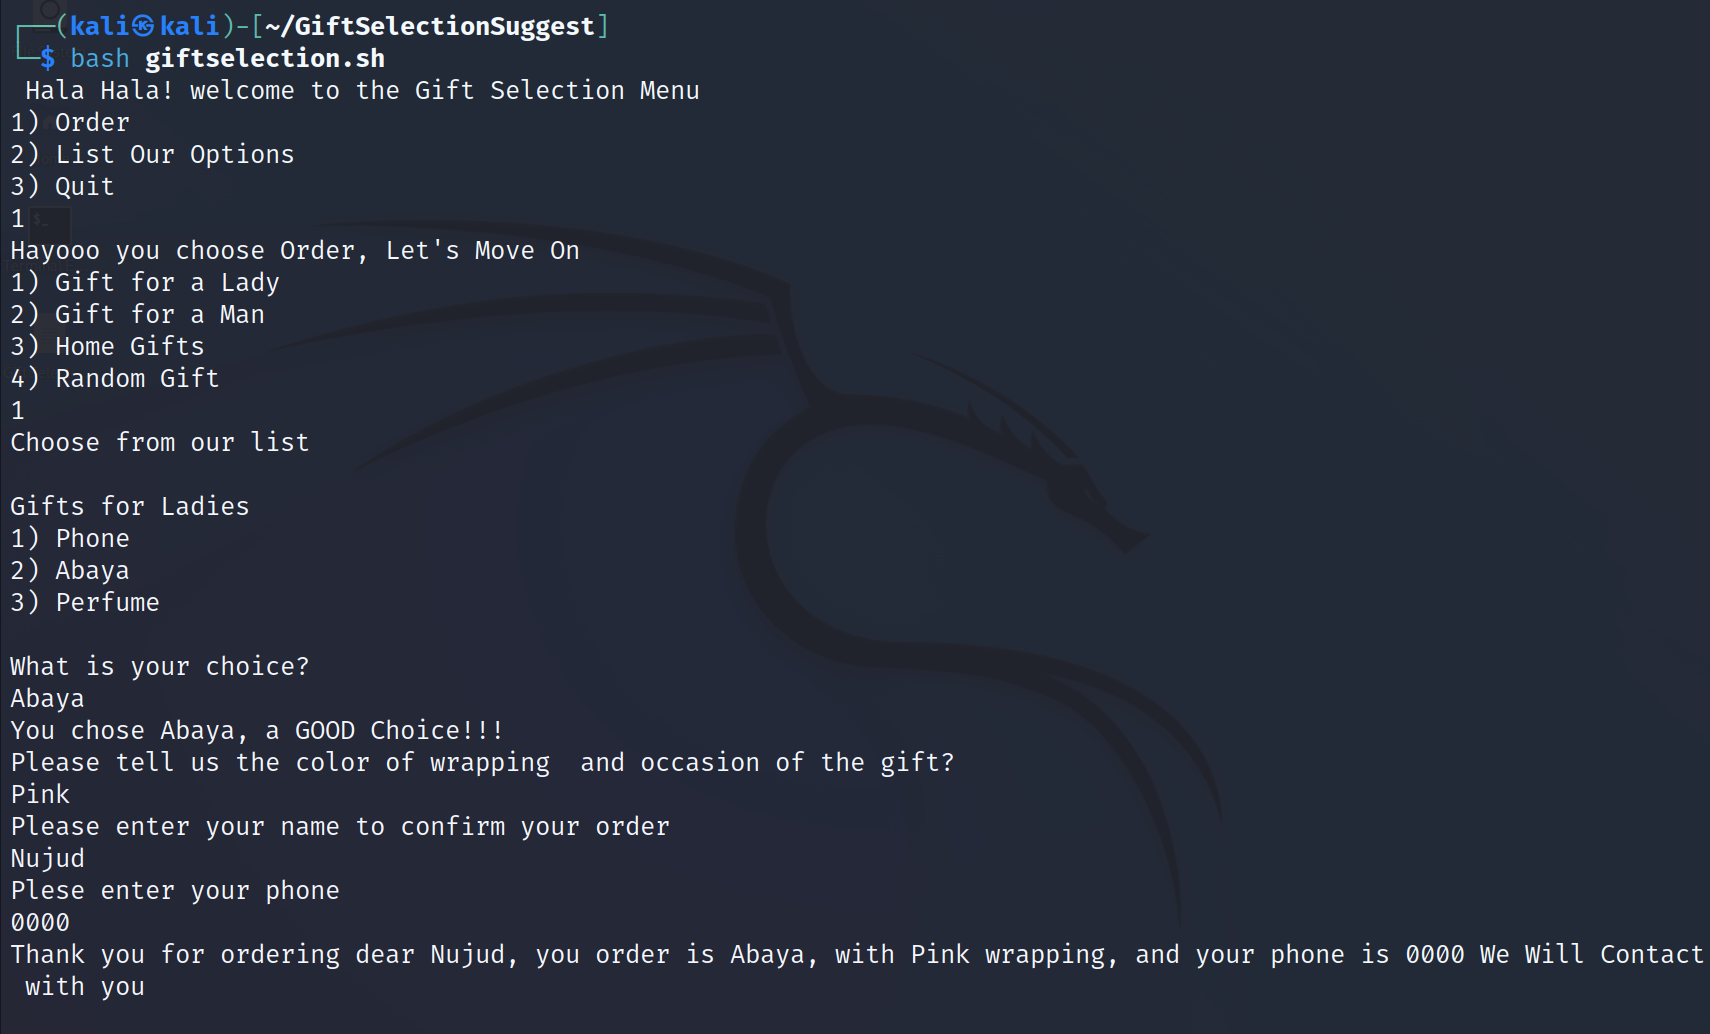 ┌──(kali㉿kali)-[~/GiftSelectionSuggest]
└─$ bash giftselection.sh
 Hala Hala! welcome to the Gift Selection Menu
1) Order
2) List Our Options
3) Quit
1
Hayooo you choose Order, Let's Move On
1) Gift for a Lady
2) Gift for a Man
3) Home Gifts
4) Random Gift
1
Choose from our list

Gifts for Ladies
1) Phone
2) Abaya
3) Perfume

What is your choice?
Abaya
You chose Abaya, a GOOD Choice!!!
Please tell us the color of wrapping  and occasion of the gift?
Pink
Please enter your name to confirm your order
Nujud
Plese enter your phone
0000
Thank you for ordering dear Nujud, you order is Abaya, with Pink wrapping, and your phone is 0000 We Will Contact
 with you